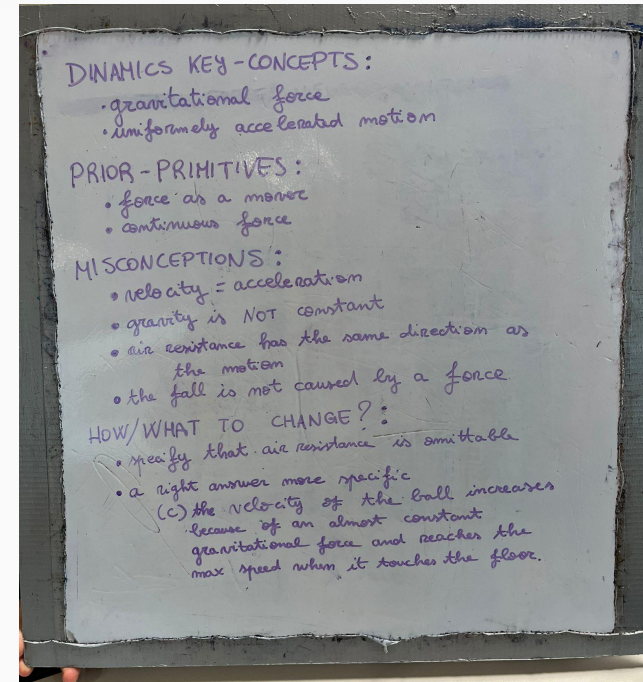 DINAMICS KEY-CONCEPTS:
• gravitational force
• uniformely accelerated motion
PRIOR-PRIMITIVES:
• force as a mover
• continuous force
MISCONCEPTIONS:
• velocity = acceleration
• gravity is NOT constant
• air resistance has the same direction as
the motion
• the fall is not caused by a force
HOW/WHAT TO CHANGE?:
• specify that air resistance is omittable
• a right answer more specific
(c) the velocity of the ball increases
because of an almost constant
gravitational force and reaches the
max speed when it touches the floor.